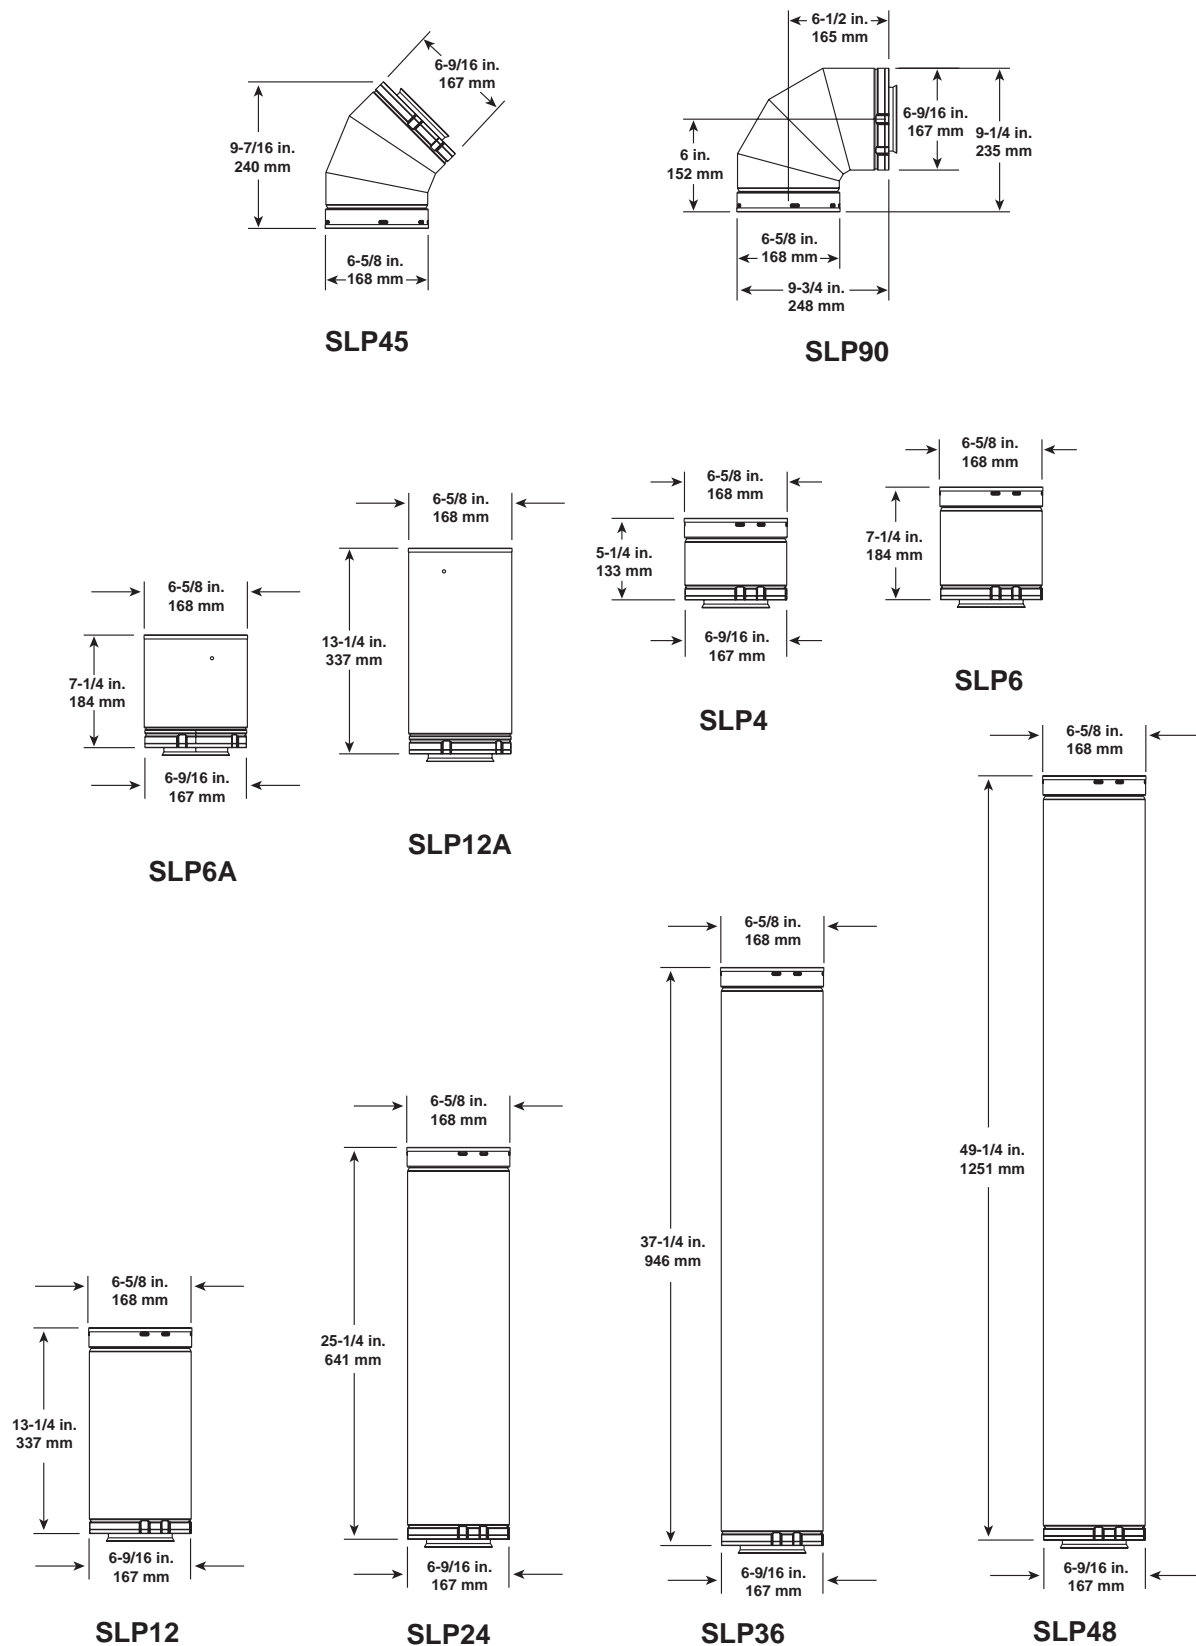 6-9/16 in.
167 mm
9-7/16 in.
240 mm
6-5/8 in.
168 mm
SLP45
6-1/2 in.
165 mm
6-9/16 in.
167 mm
9-1/4 in.
235 mm
6 in.
152 mm
6-5/8 in.
168 mm
9-3/4 in.
248 mm
SLP90
6-5/8 in.
168 mm
7-1/4 in.
184 mm
6-9/16 in.
167 mm
SLP6A
6-5/8 in.
168 mm
13-1/4 in.
337 mm
SLP12A
6-5/8 in.
168 mm
5-1/4 in.
133 mm
6-9/16 in.
167 mm
SLP4
6-5/8 in.
168 mm
7-1/4 in.
184 mm
SLP6
6-5/8 in.
168 mm
13-1/4 in.
337 mm
6-9/16 in.
167 mm
SLP12
6-5/8 in.
168 mm
25-1/4 in.
641 mm
6-9/16 in.
167 mm
SLP24
6-5/8 in.
168 mm
37-1/4 in.
946 mm
6-9/16 in.
167 mm
SLP36
6-5/8 in.
168 mm
49-1/4 in.
1251 mm
6-9/16 in.
167 mm
SLP48